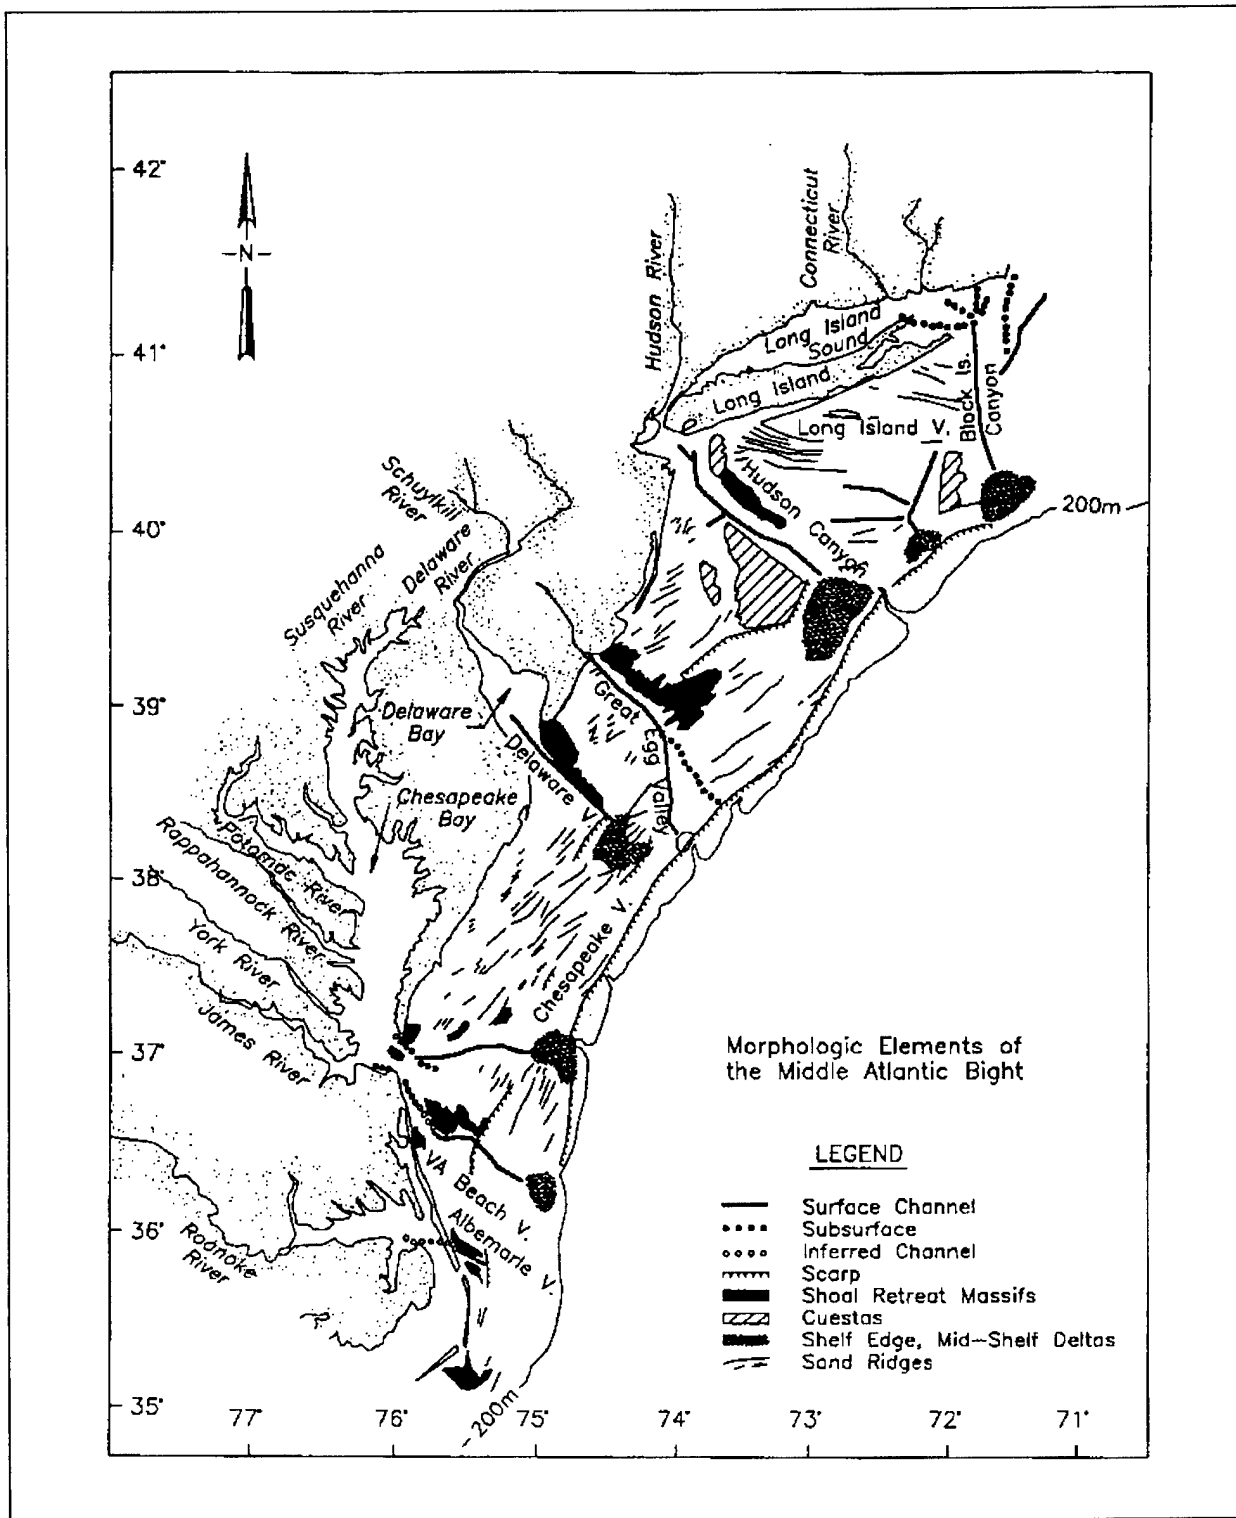 42°
41°
40°
39°
38°
37°
36°
35°
77°
76°
75°
74°
73°
72°
71°
N
Hudson River
Connecticut
River
Long Island
Sound
Long Island
Long Island V.
Block Is.
Canyon
Hudson Canyon
200m
Schuylkill
River
Delaware
River
Susquehanna
River
Delaware
Bay
Great Egg Valley
Delaware V.
Chesapeake
Bay
Potamac River
Rappahannock River
York River
James River
Chesapeake V.
VA Beach V.
Albemarle V.
Roanoke
River
200m
Morphologic Elements of
the Middle Atlantic Bight
LEGEND
Surface Channel
Subsurface
Inferred Channel
Scarp
Shoal Retreat Massifs
Cuestas
Shelf Edge, Mid-Shelf Deltas
Sand Ridges